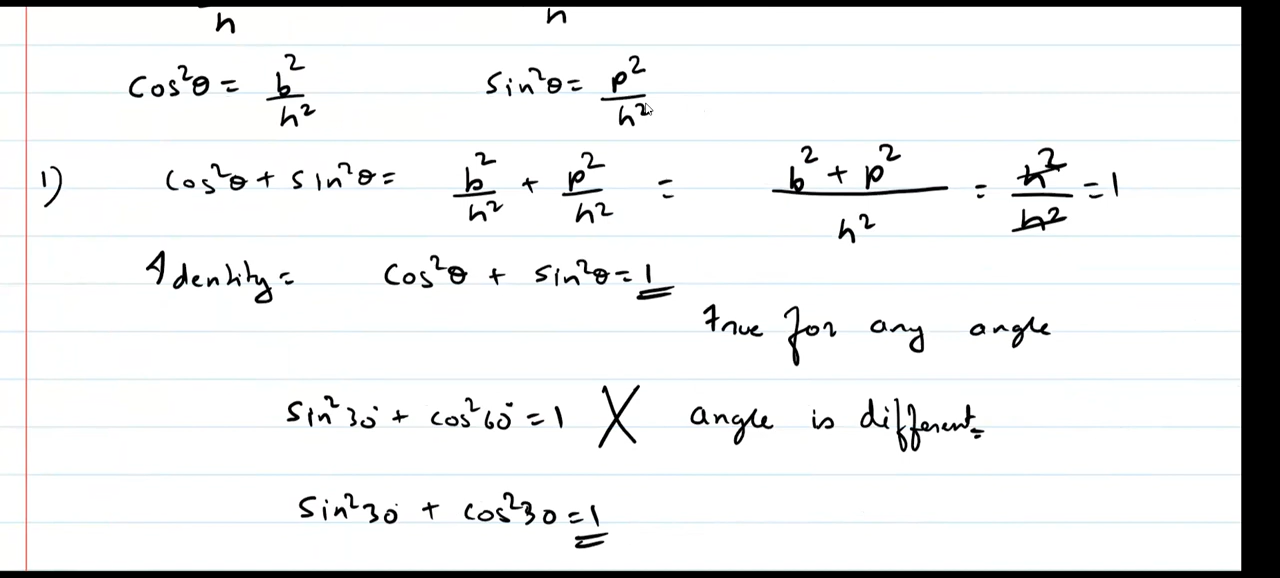 h h
cos²θ = b²/h² sin²θ = p²/h²
1) cos²θ + sin²θ = b²/h² + p²/h² = (b² + p²)/h² = h²/h² = 1
Identity = cos²θ + sin²θ = 1
true for any angle
sin²30° + cos²60° = 1 X angle is different
sin²30° + cos²30 = 1